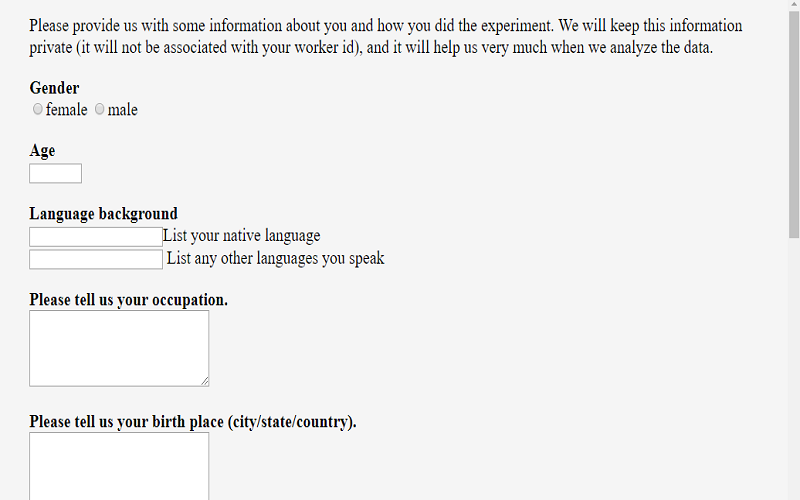 Please provide us with some information about you and how you did the experiment. We will keep this information
private (it will not be associated with your worker id), and it will help us very much when we analyze the data.
Gender
female male
Age
Language background
List your native language
List any other languages you speak
Please tell us your occupation.
Please tell us your birth place (city/state/country).